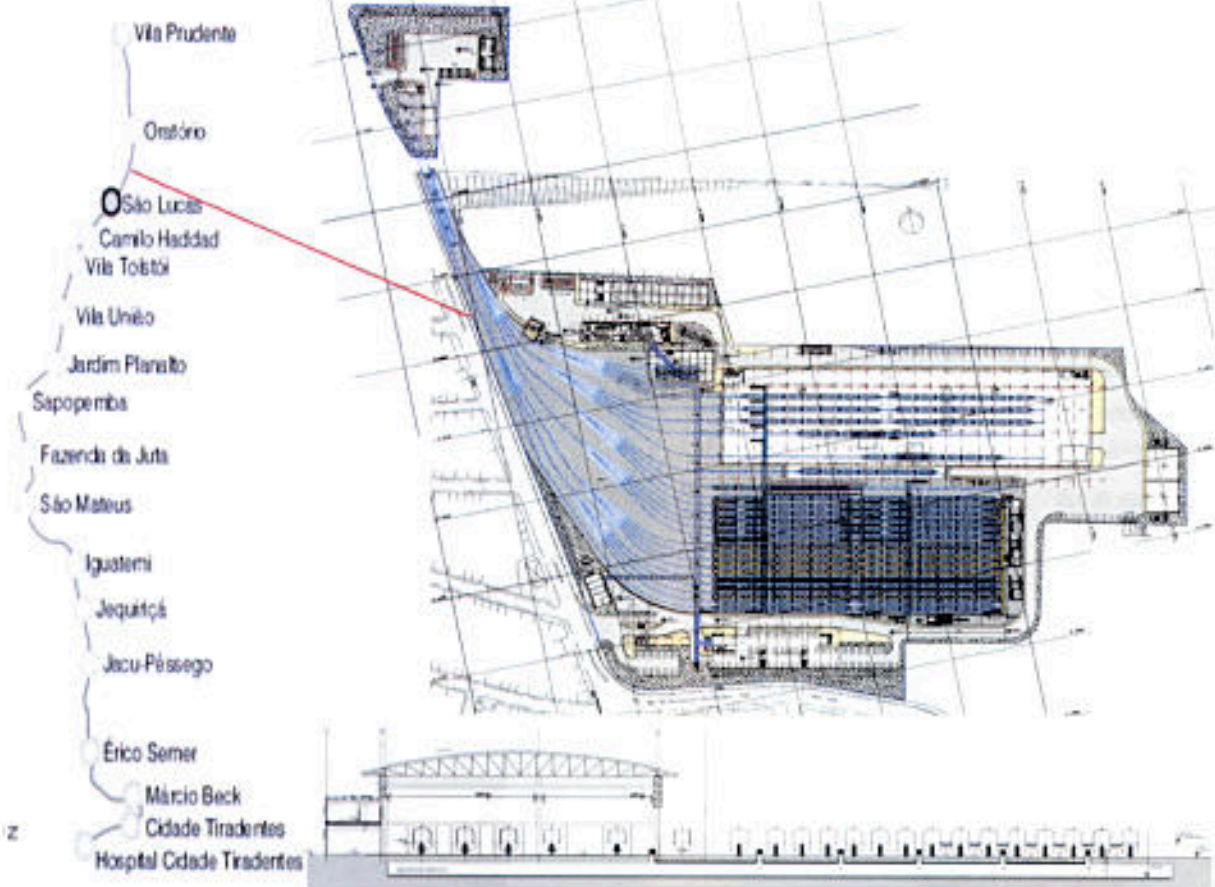 Vila Prudente
Oratório
São Lucas
Camilo Haddad
Vila Tolstói
Vila União
Jardim Planalto
Sapopemba
Fazenda da Juta
São Mateus
Iguatemi
Jequiriçá
Jacu-Pêssego
Érico Semer
Márcio Beck
Cidade Tiradentes
z
Hospital Cidade Tiradentes